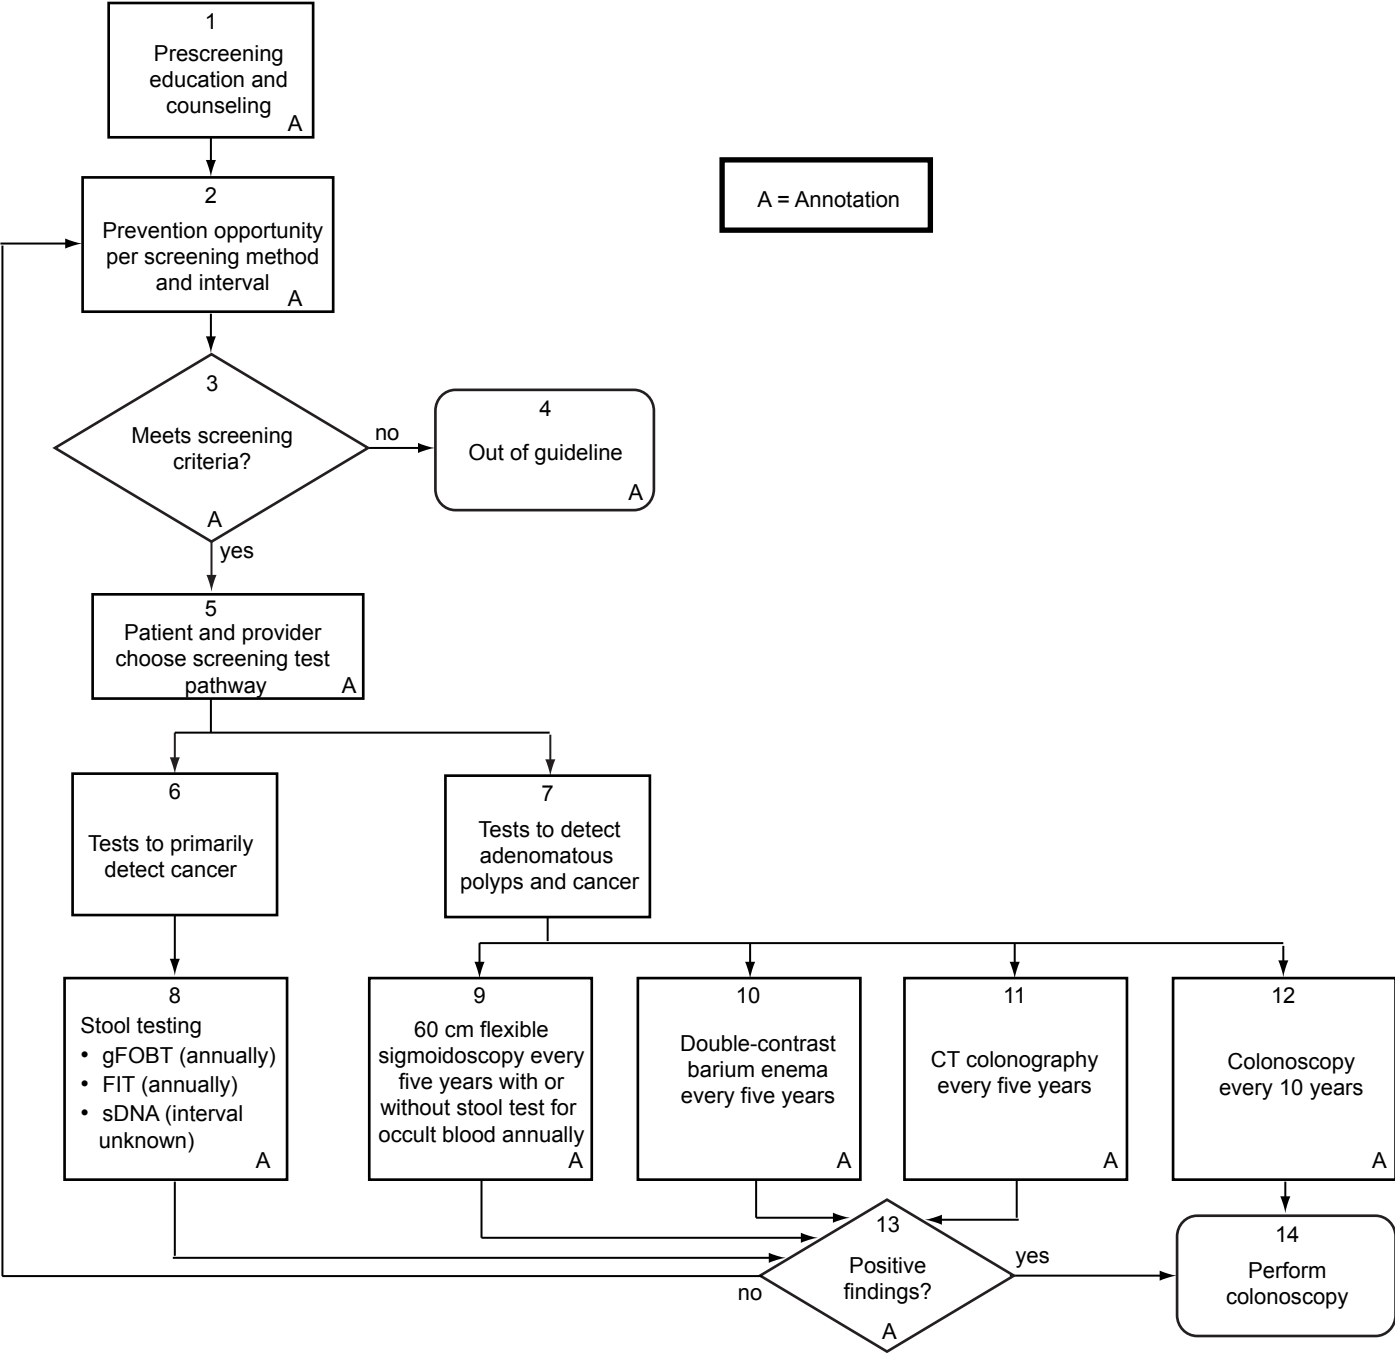 1
Prescreening
education and
counseling
A
2
Prevention opportunity
per screening method
and interval
A
A = Annotation
3
Meets screening
criteria?
A
no
yes
4
Out of guideline
A
5
Patient and provider
choose screening test
pathway
A
6
Tests to primarily
detect cancer
7
Tests to detect
adenomatous
polyps and cancer
8
Stool testing
• gFOBT (annually)
• FIT (annually)
• sDNA (interval
unknown)
A
9
60 cm flexible
sigmoidoscopy every
five years with or
without stool test for
occult blood annually
A
10
Double-contrast
barium enema
every five years
A
11
CT colonography
every five years
A
12
Colonoscopy
every 10 years
A
13
Positive
findings?
A
no
yes
14
Perform
colonoscopy